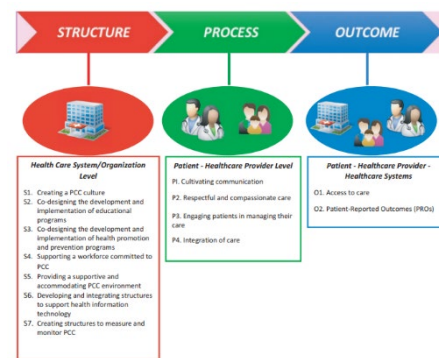 STRUCTURE
PROCESS
OUTCOME
Health Care System/Organization
Level
S1. Creating a PCC culture
S2. Co-designing the development and
implementation of educational
programs
S3. Co-designing the development and
implementation of health promotion
and prevention programs
S4. Supporting a workforce committed to
PCC
S5. Providing a supportive and
accommodating PCC environment
S6. Developing and integrating structures
to support health information
technology
S7. Creating structures to measure and
monitor PCC
Patient - Healthcare Provider Level
P1. Cultivating communication
P2. Respectful and compassionate care
P3. Engaging patients in managing their
care
P4. Integration of care
Patient - Healthcare Provider -
Healthcare Systems
O1. Access to care
O2. Patient-Reported Outcomes (PROs)